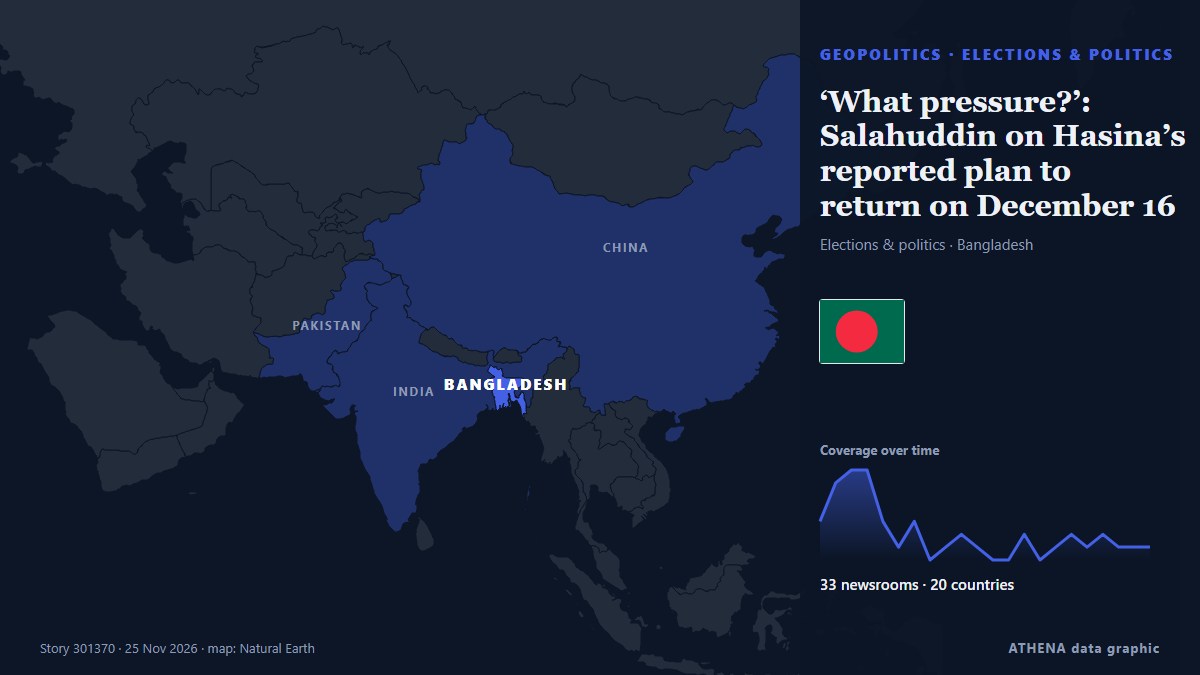 GEOPOLITICS · ELECTIONS & POLITICS
‘What pressure?’:
Salahuddin on Hasina’s
reported plan to
return on December 16
Elections & politics · Bangladesh
CHINA
PAKISTAN
INDIA
BANGLADESH
Coverage over time
33 newsrooms · 20 countries
Story 301370 · 25 Nov 2026 · map: Natural Earth
ATHENA data graphic